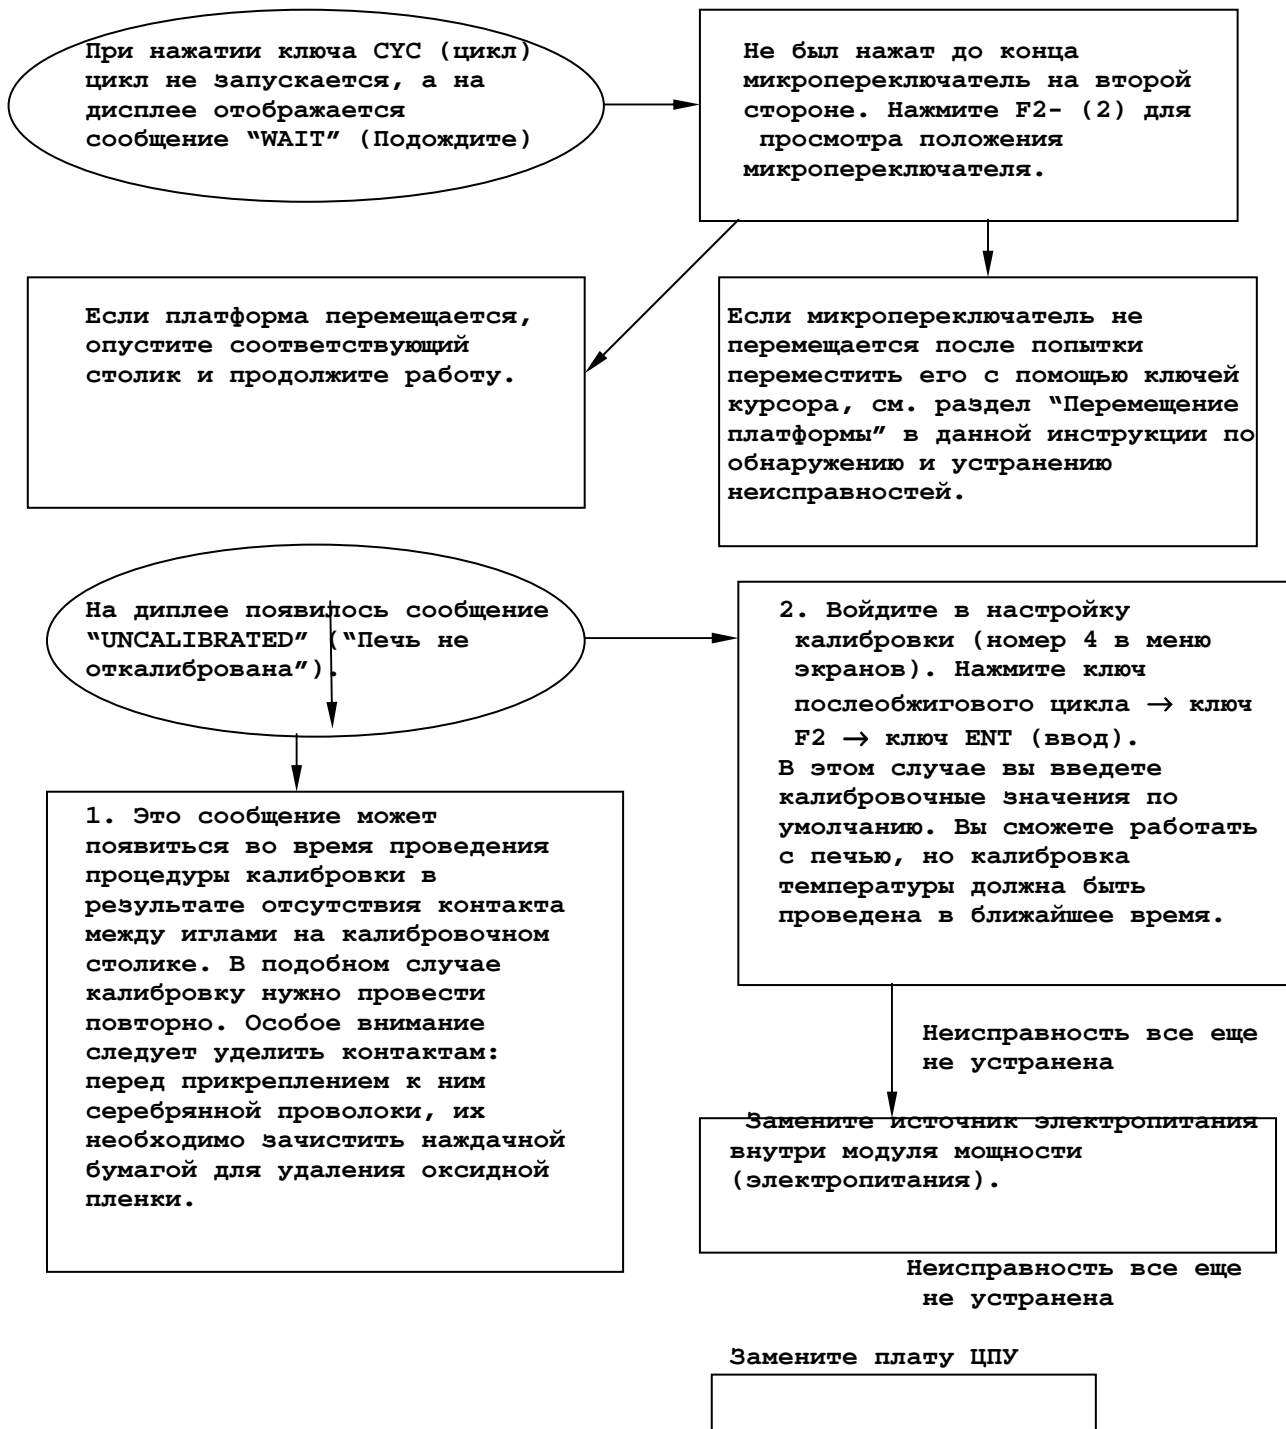 При нажатии ключа CYC (цикл)
цикл не запускается, а на
дисплее отображается
сообщение “WAIT” (Подождите)
Не был нажат до конца
микропереключатель на второй
стороне. Нажмите F2- (2) для
просмотра положения
микропереключателя.
Если платформа перемещается,
опустите соответствующий
столик и продолжите работу.
Если микропереключатель не
перемещается после попытки
переместить его с помощью ключей
курсора, см. раздел “Перемещение
платформы” в данной инструкции по
обнаружению и устранению
неисправностей.
На диплее появилось сообщение
“UNCALIBRATED” (“Печь не
откалибрована”).
2. Войдите в настройку
калибровки (номер 4 в меню
экранов). Нажмите ключ
послеобжигового цикла → ключ
F2 → ключ ENT (ввод).
В этом случае вы введете
калибровочные значения по
умолчанию. Вы сможете работать
с печью, но калибровка
температуры должна быть
проведена в ближайшее время.
1. Это сообщение может
появиться во время проведения
процедуры калибровки в
результате отсутствия контакта
между иглами на калибровочном
столике. В подобном случае
калибровку нужно провести
повторно. Особое внимание
следует уделить контактам:
перед прикреплением к ним
серебрянной проволоки, их
необходимо зачистить наждачной
бумагой для удаления оксидной
пленки.
Неисправность все еще
не устранена
Замените источник электропитания
внутри модуля мощности
(электропитания).
Неисправность все еще
не устранена
Замените плату ЦПУ